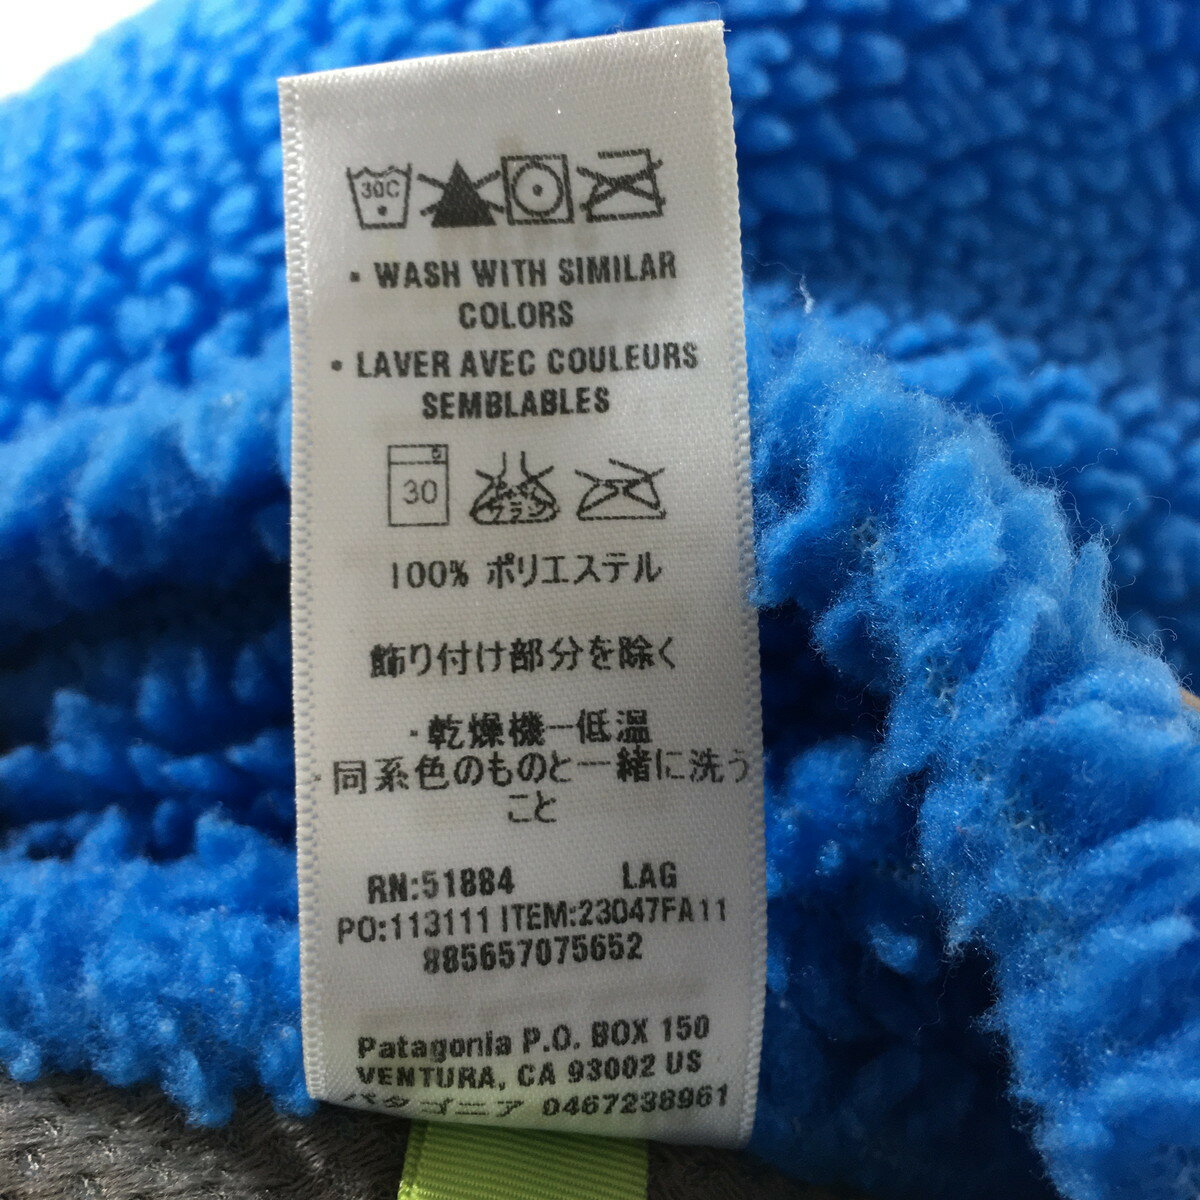 30C
• WASH WITH SIMILAR
COLORS
• LAVER AVEC COULEURS
SEMBLABLES
30
100% ポリエステル
飾り付け部分を除く
・乾燥機一低温
・同系色のものと一緒に洗う
こと
RN:51884 LAG
PO:113111 ITEM:23047FA11
885657075652
Patagonia P.O. BOX 150
VENTURA, CA 93002 US
パタゴニア 0467238961